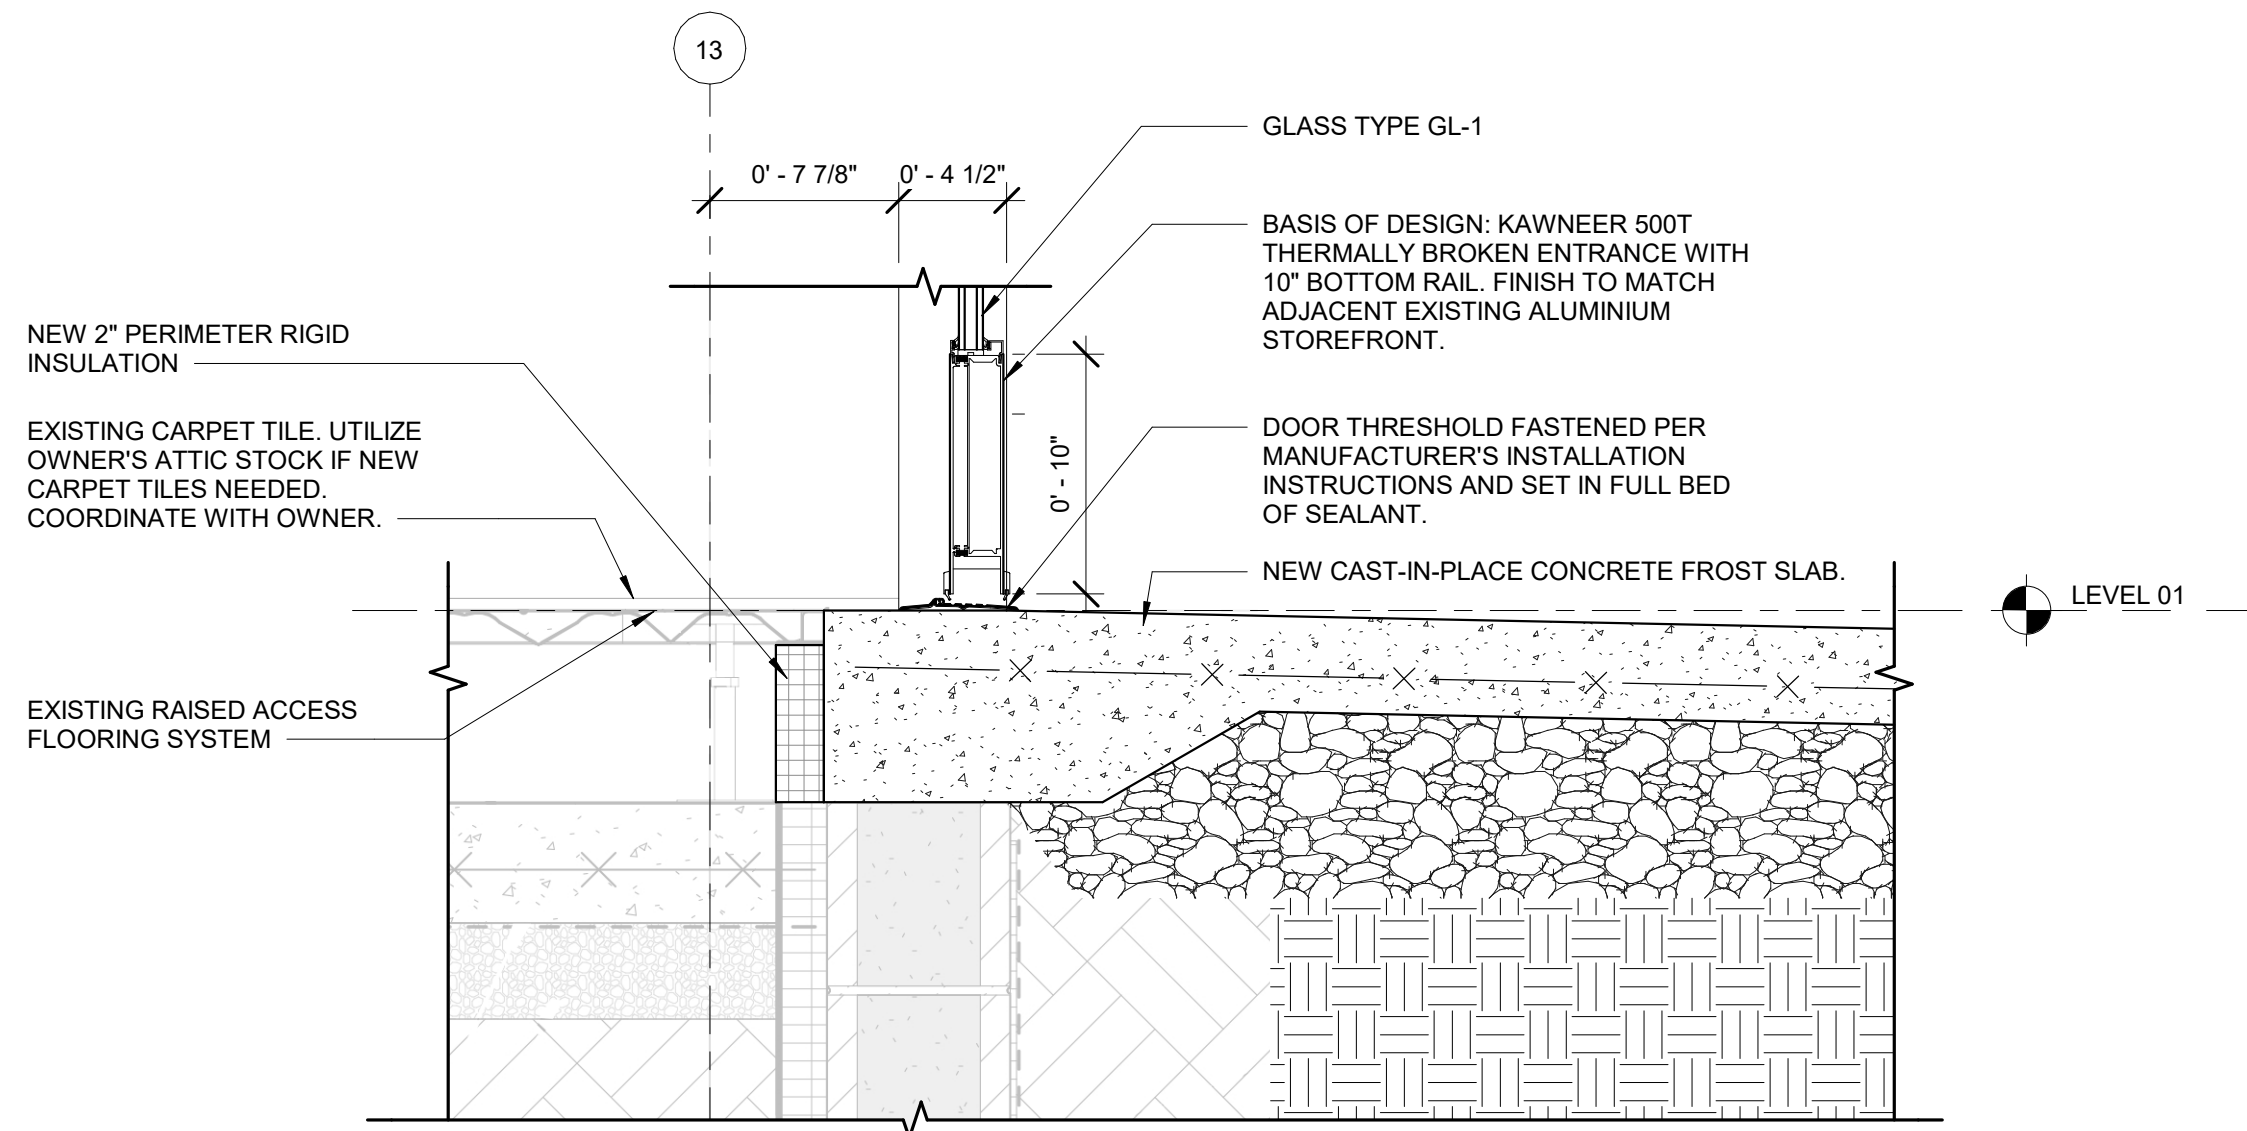 13
0' - 7 7/8"
0' - 4 1/2"
GLASS TYPE GL-1
BASIS OF DESIGN: KAWNEER 500T
THERMALLY BROKEN ENTRANCE WITH
10" BOTTOM RAIL. FINISH TO MATCH
ADJACENT EXISTING ALUMINIUM
STOREFRONT.
NEW 2" PERIMETER RIGID
INSULATION
EXISTING CARPET TILE. UTILIZE
OWNER'S ATTIC STOCK IF NEW
CARPET TILES NEEDED.
COORDINATE WITH OWNER.
0' - 10"
DOOR THRESHOLD FASTENED PER
MANUFACTURER'S INSTALLATION
INSTRUCTIONS AND SET IN FULL BED
OF SEALANT.
NEW CAST-IN-PLACE CONCRETE FROST SLAB.
LEVEL 01
EXISTING RAISED ACCESS
FLOORING SYSTEM